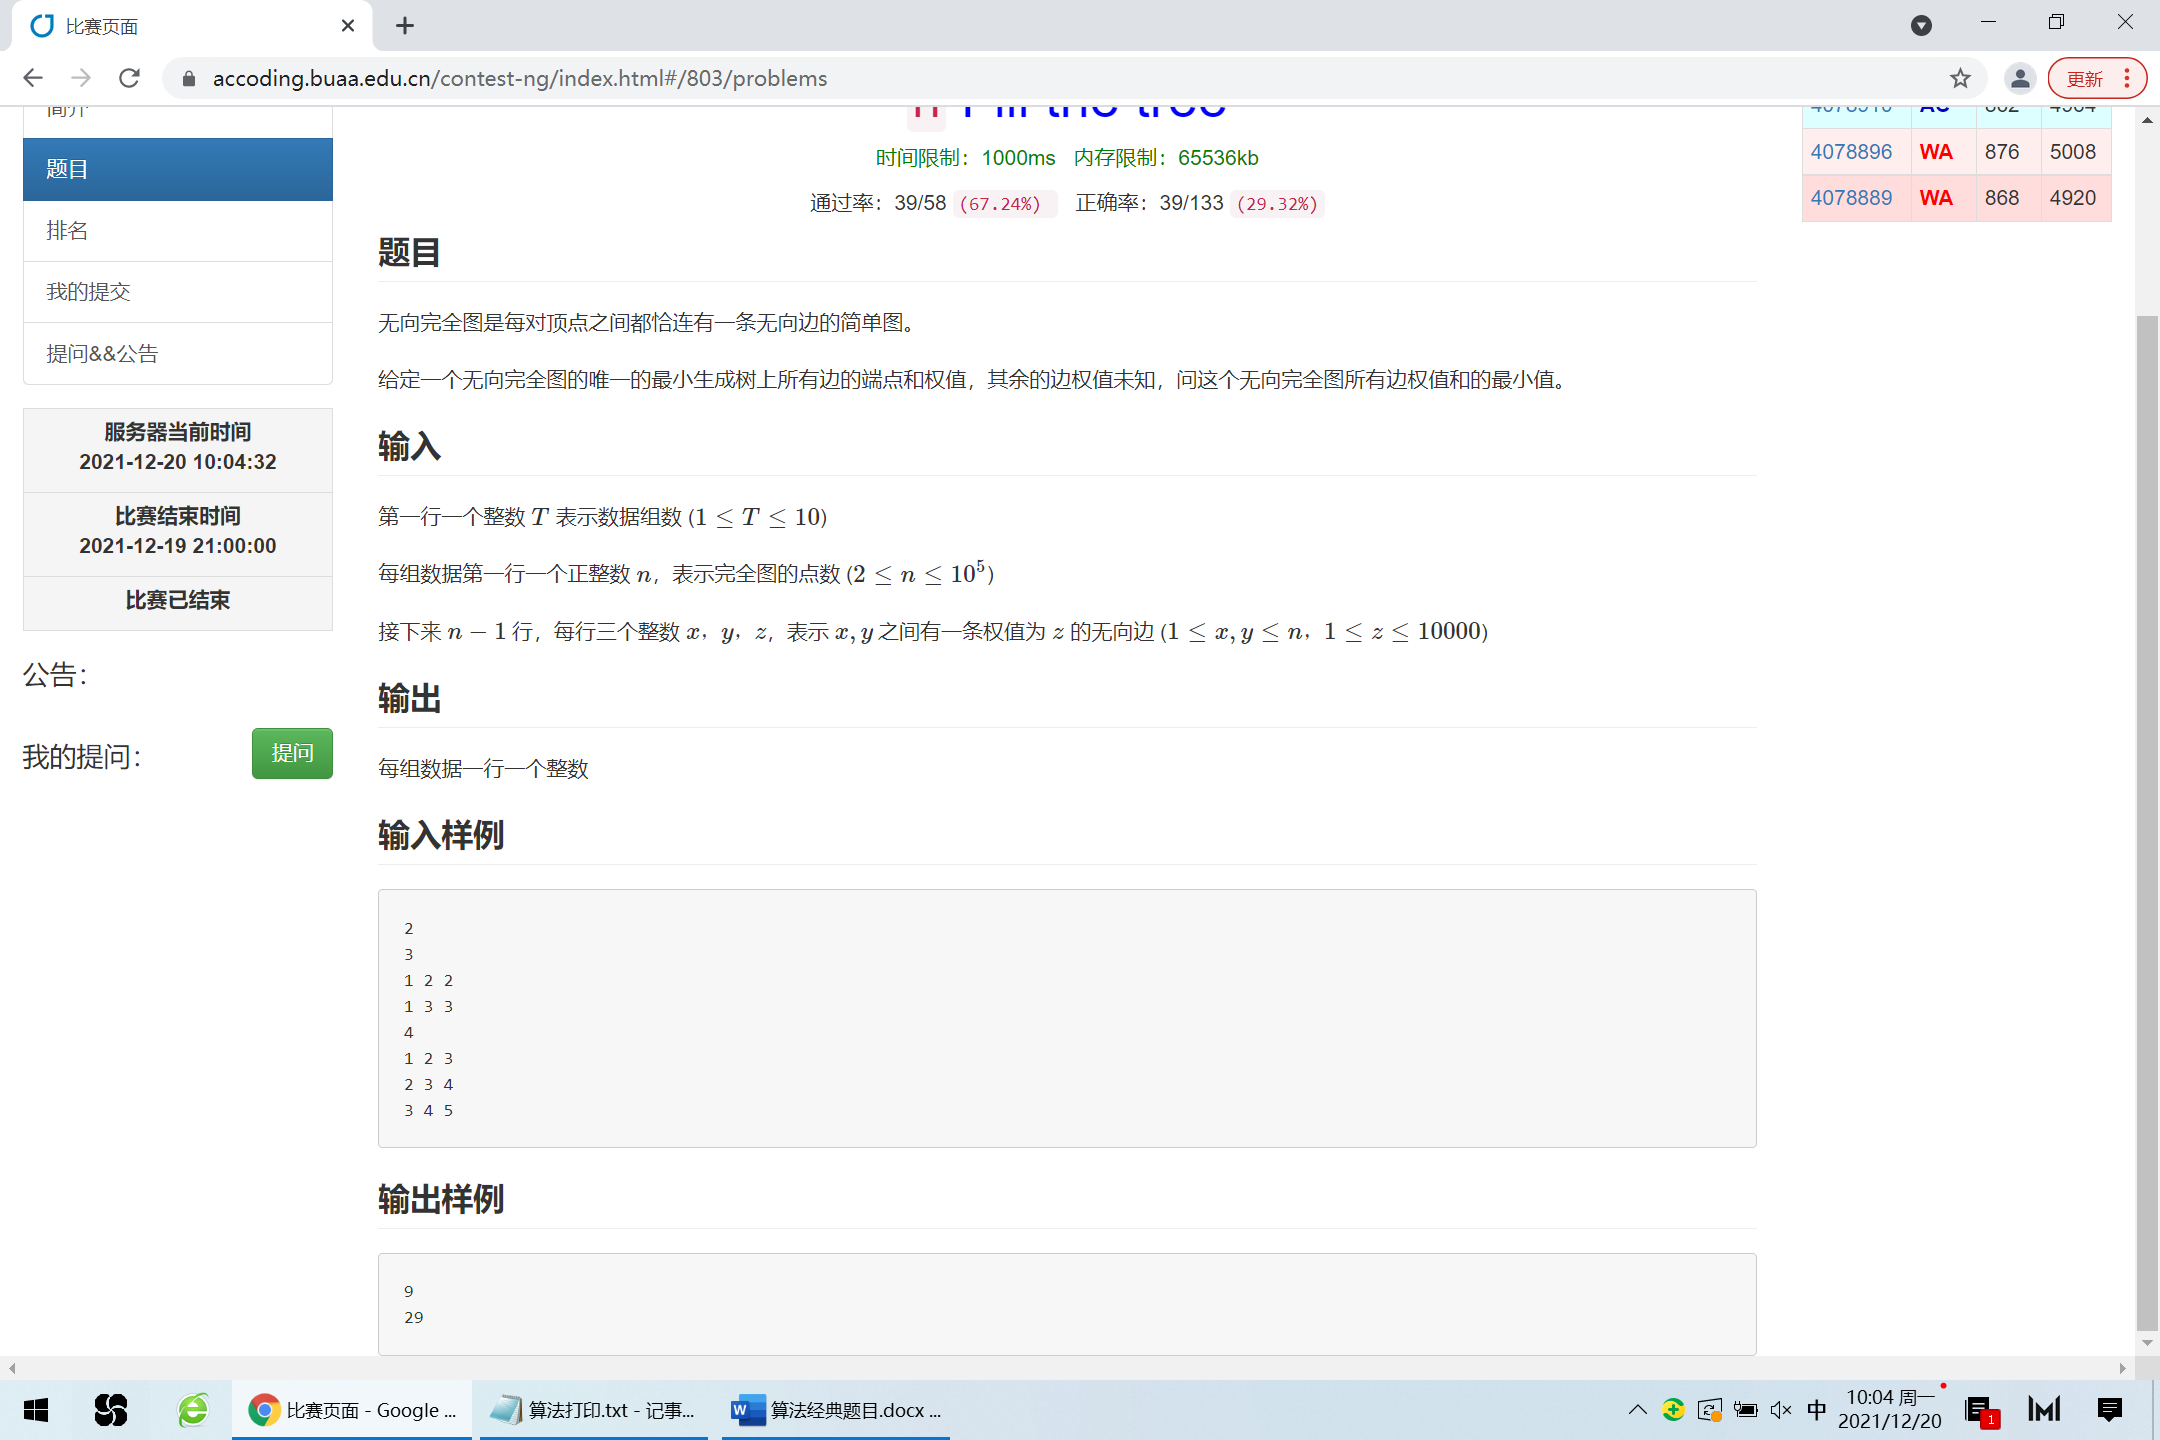 比赛页面
accoding.buaa.edu.cn/contest-ng/index.html#/803/problems
更新
简介
题目
排名
我的提交
提问&&公告
服务器当前时间
2021-12-20 10:04:32
比赛结束时间
2021-12-19 21:00:00
比赛已结束
公告：
我的提问：
提问
H Fill the tree
时间限制：1000ms 内存限制：65536kb
通过率：39/58 (67.24%) 正确率：39/133 (29.32%)
题目
无向完全图是每对顶点之间都恰连有一条无向边的简单图。
给定一个无向完全图的唯一的最小生成树上所有边的端点和权值，其余的边权值未知，问这个无向完全图所有边权值和的最小值。
输入
第一行一个整数 T 表示数据组数 (1 ≤ T ≤ 10)
每组数据第一行一个正整数 n，表示完全图的点数 (2 ≤ n ≤ 10⁵)
接下来 n − 1 行，每行三个整数 x，y，z，表示 x, y 之间有一条权值为 z 的无向边 (1 ≤ x, y ≤ n，1 ≤ z ≤ 10000)
输出
每组数据一行一个整数
输入样例
2
3
1 2 2
1 3 3
4
1 2 3
2 3 4
3 4 5
输出样例
9
29
4078896 WA 876 5008
4078889 WA 868 4920
比赛页面 - Google ...
算法打印.txt - 记事...
算法经典题目.docx ...
中
10:04 周一
2021/12/20
1